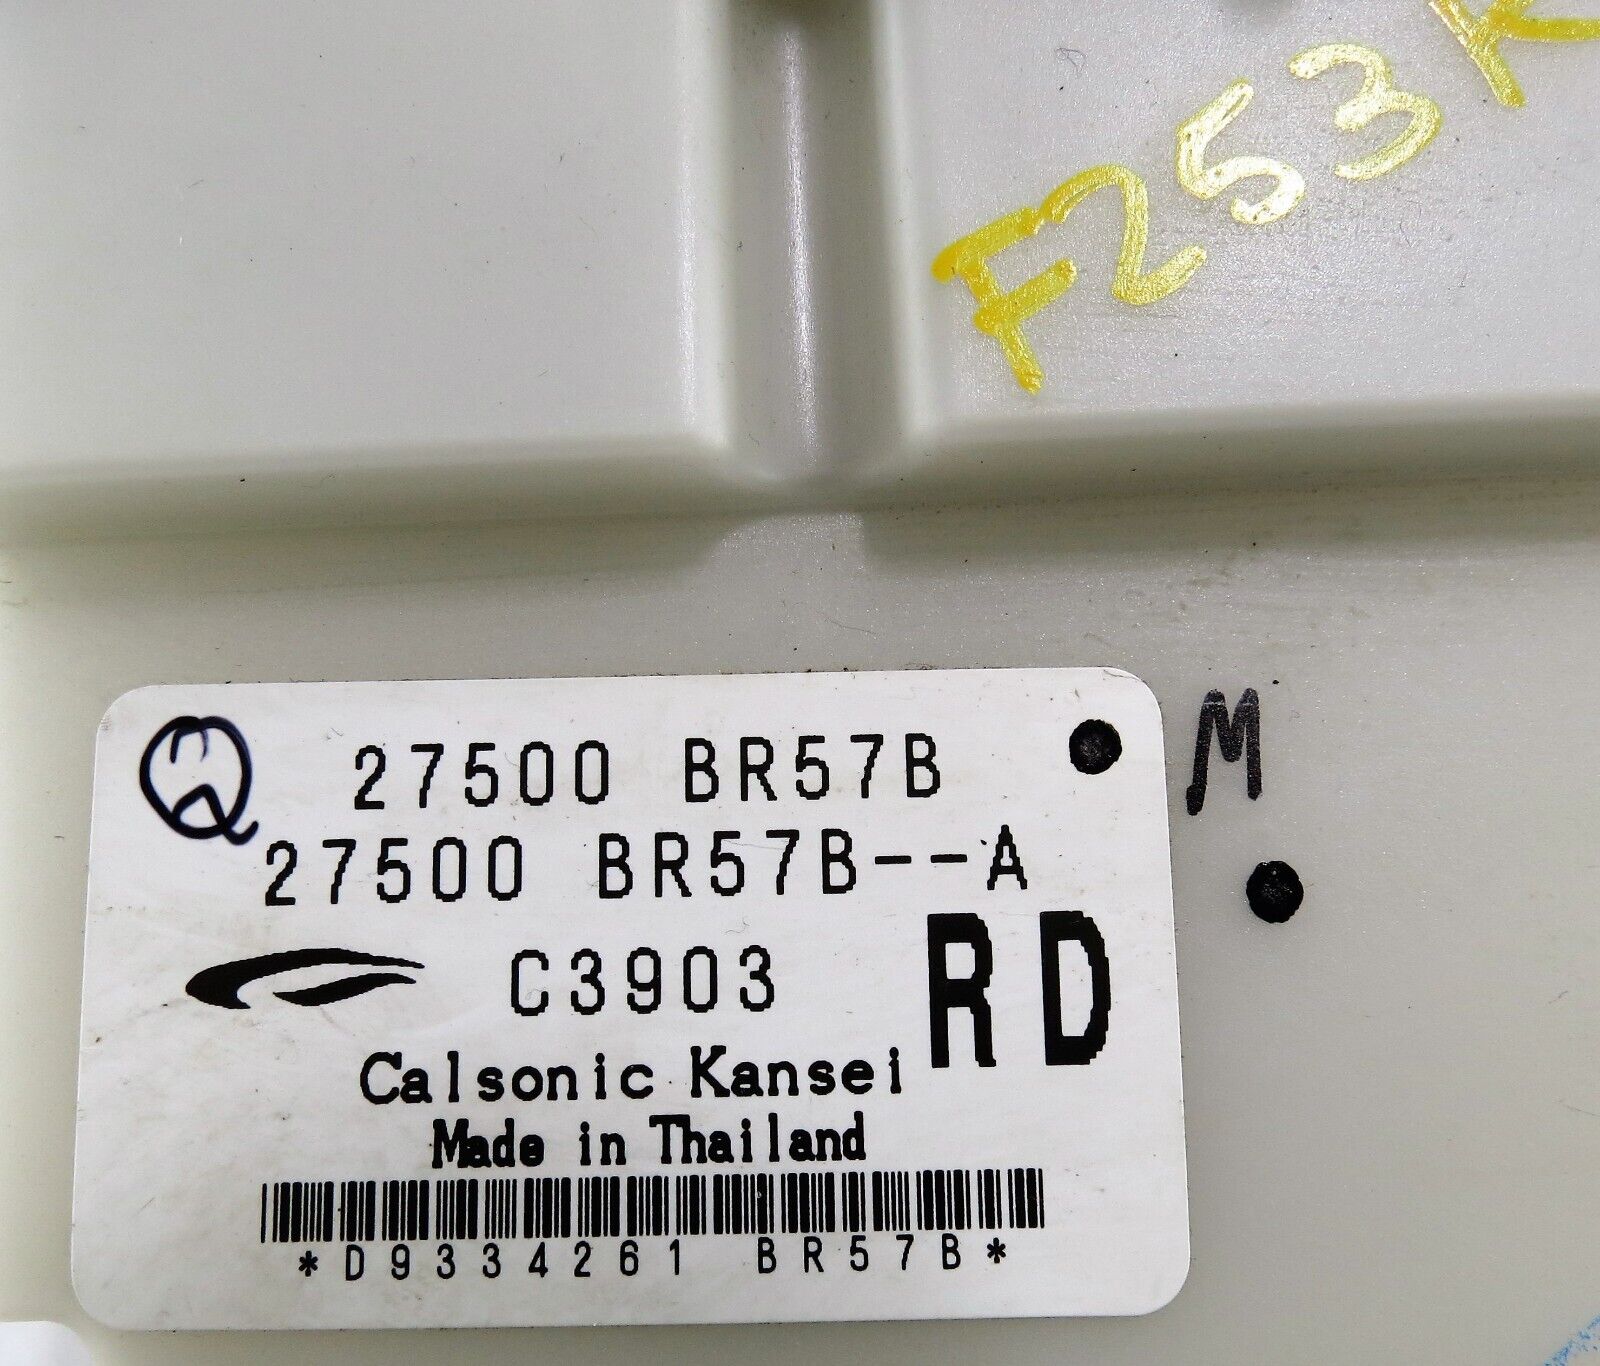 F253K
27500 BR57B
M
27500 BR57B--A
C3903
RD
Calsonic Kansei
Made in Thailand
*D9334261 BR57B*